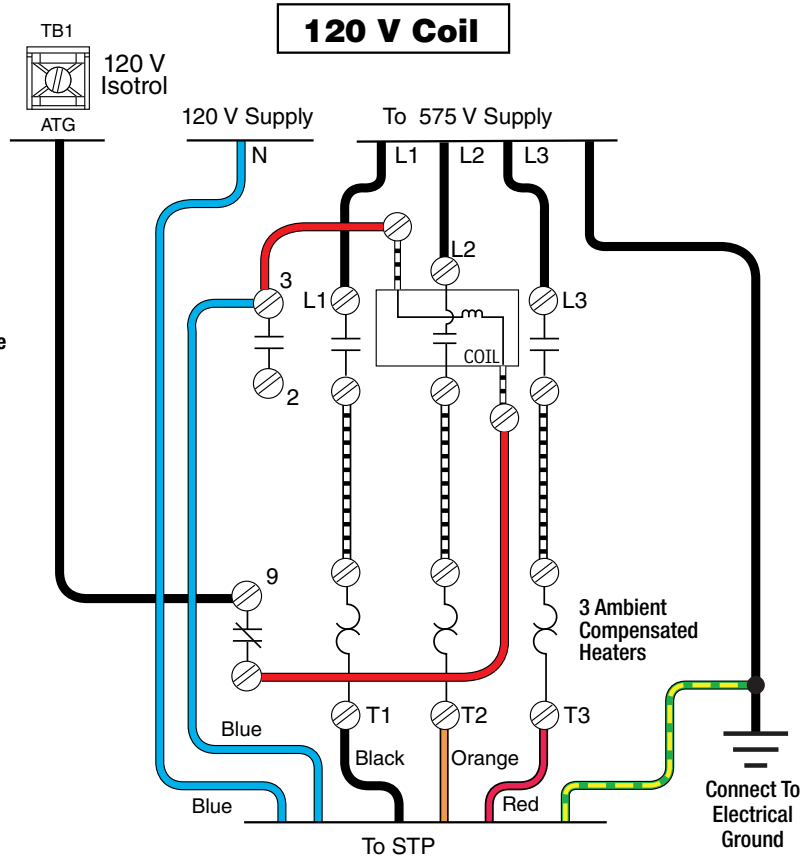 120 V Coil
TB1
120 V
Isotrol
ATG
120 V Supply
To 575 V Supply
N
L1
L2
L3
L2
3
L1
L3
e
COIL
2
9
3 Ambient
Compensated
Heaters
T1
T2
T3
Blue
Black
Orange
Blue
Red
Connect To
Electrical
Ground
To STP